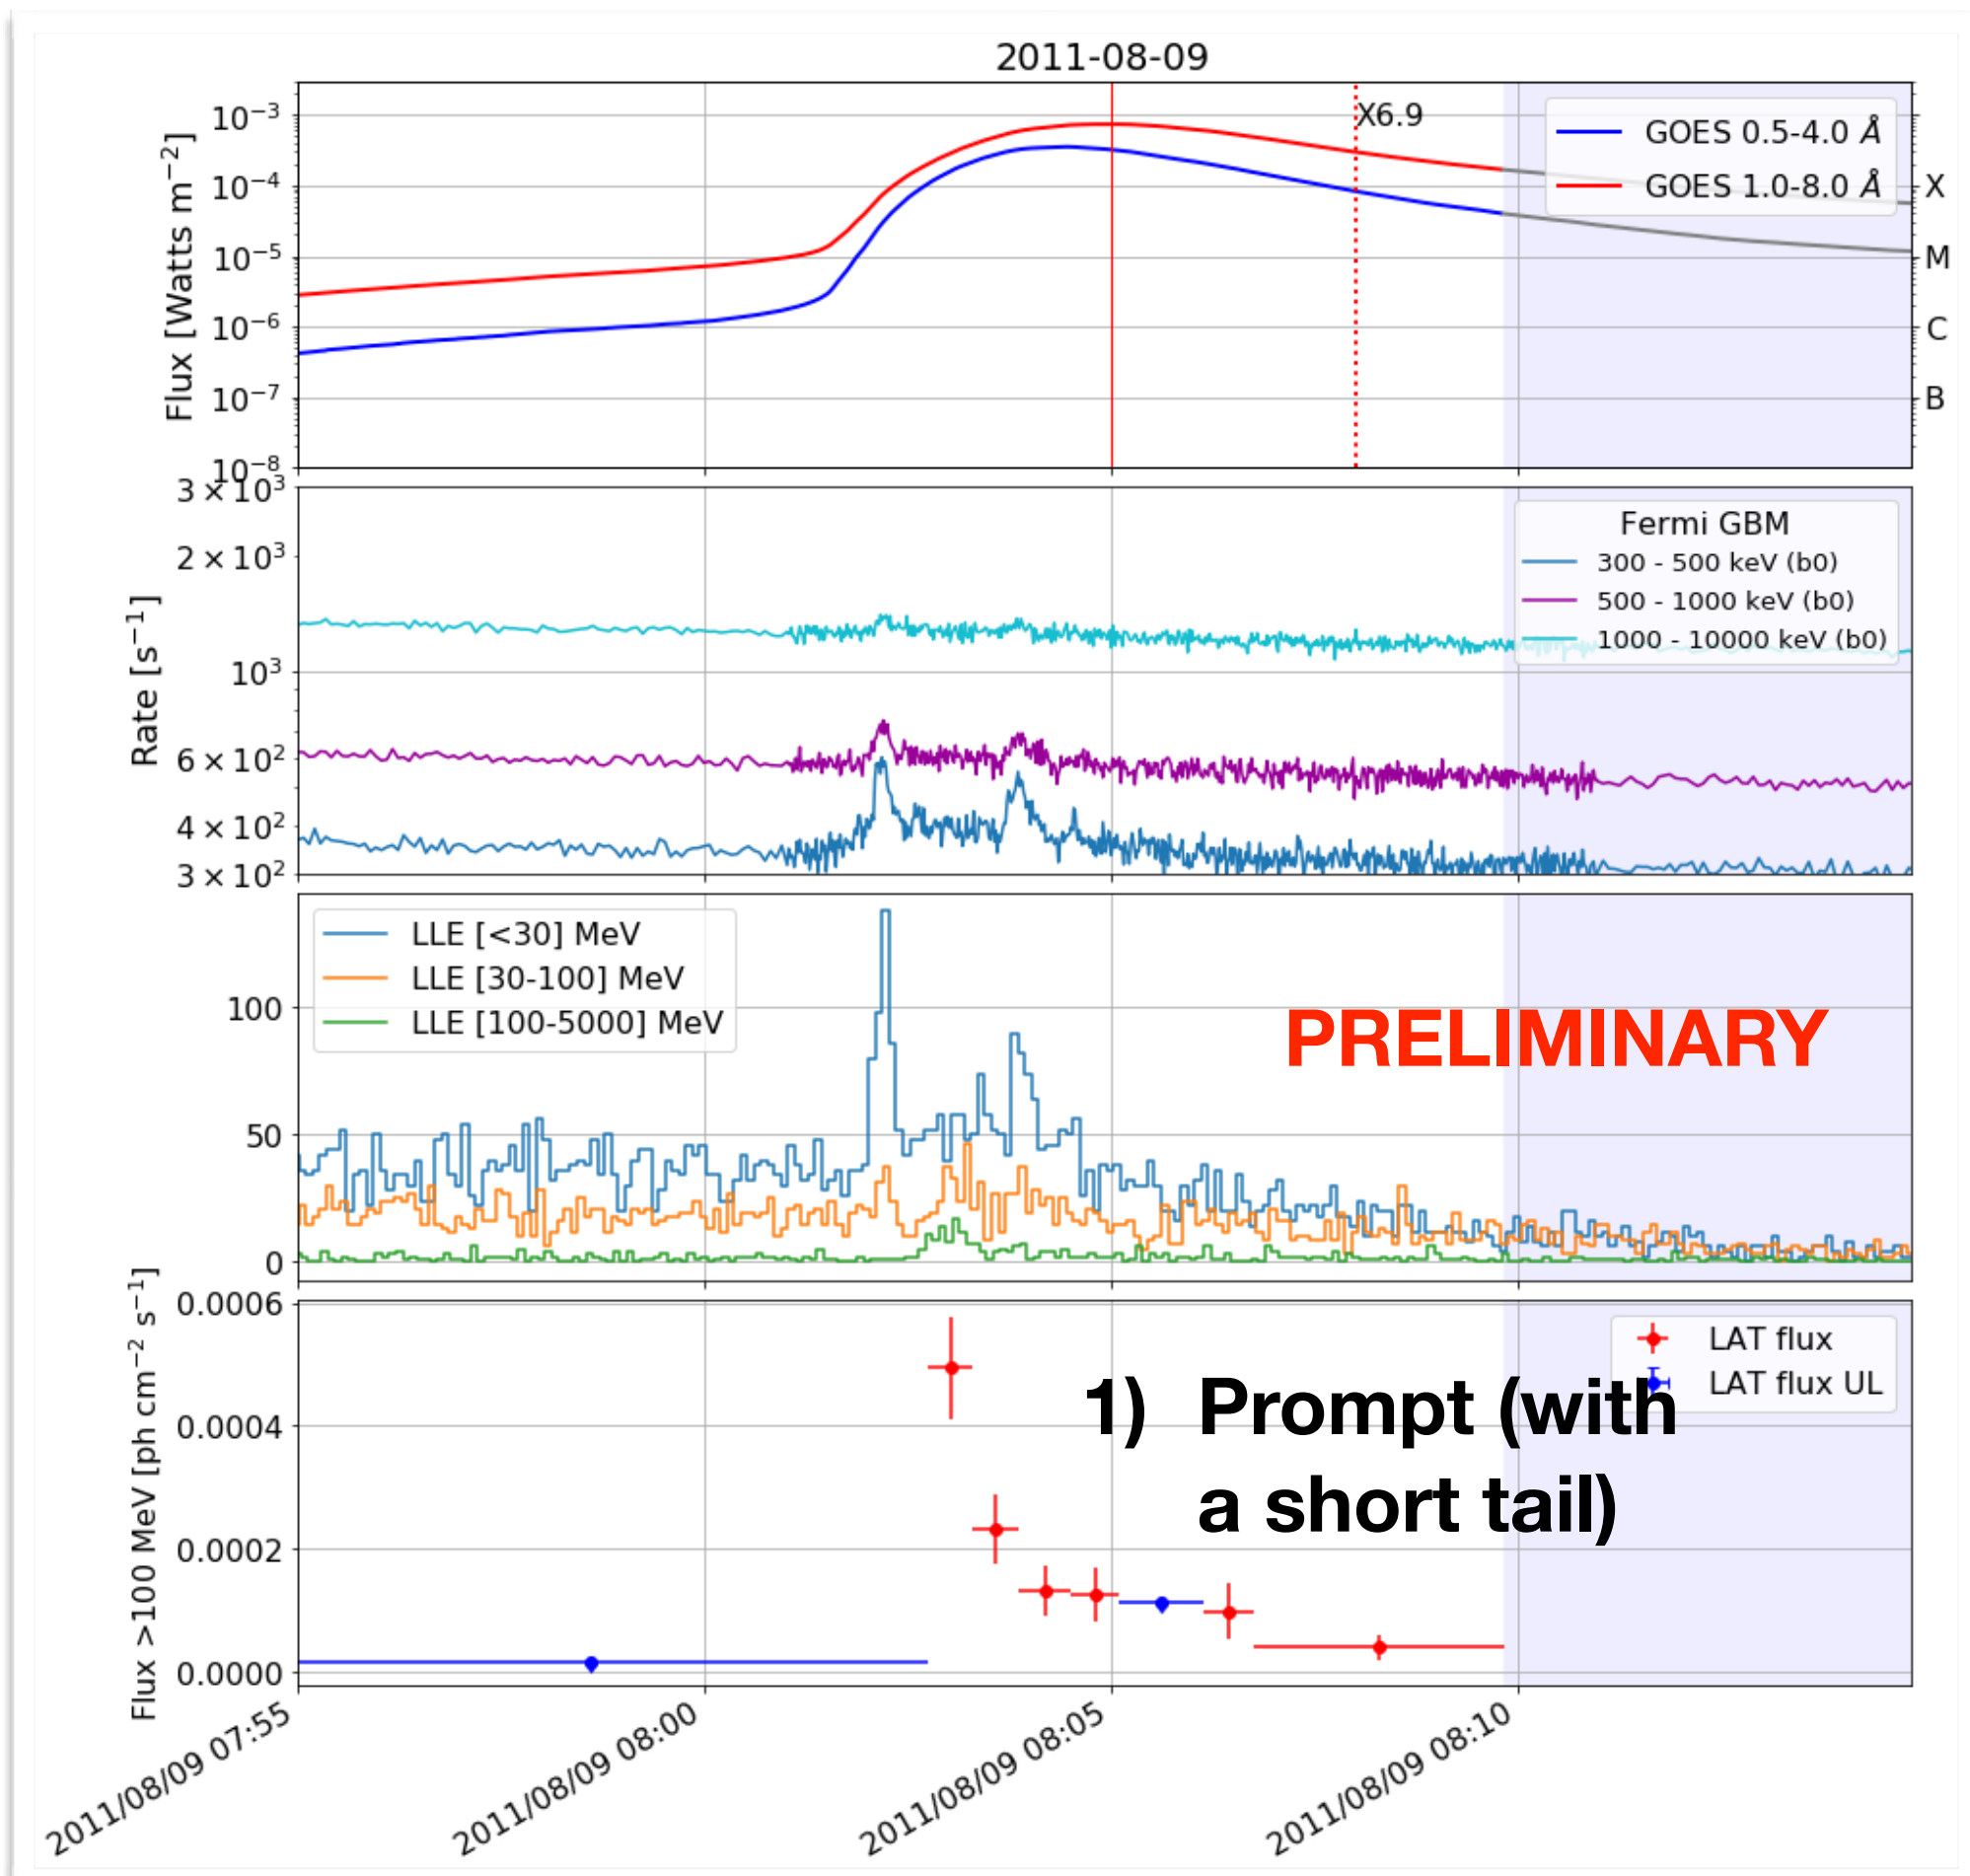 2011-08-09
Flux [Watts m⁻²]
10⁻³
10⁻⁴
10⁻⁵
10⁻⁶
10⁻⁷
10⁻⁸
X6.9
GOES 0.5-4.0 Å
GOES 1.0-8.0 Å
X
M
C
B
Rate [s⁻¹]
3 × 10³
2 × 10³
10³
6 × 10²
4 × 10²
3 × 10²
Fermi GBM
300 - 500 keV (b0)
500 - 1000 keV (b0)
1000 - 10000 keV (b0)
LLE [<30] MeV
LLE [30-100] MeV
LLE [100-5000] MeV
100
50
0
PRELIMINARY
Flux >100 MeV [ph cm⁻² s⁻¹]
0.0006
0.0004
0.0002
0.0000
LAT flux
LAT flux UL
1) Prompt (with
a short tail)
2011/08/09 07:55
2011/08/09 08:00
2011/08/09 08:05
2011/08/09 08:10